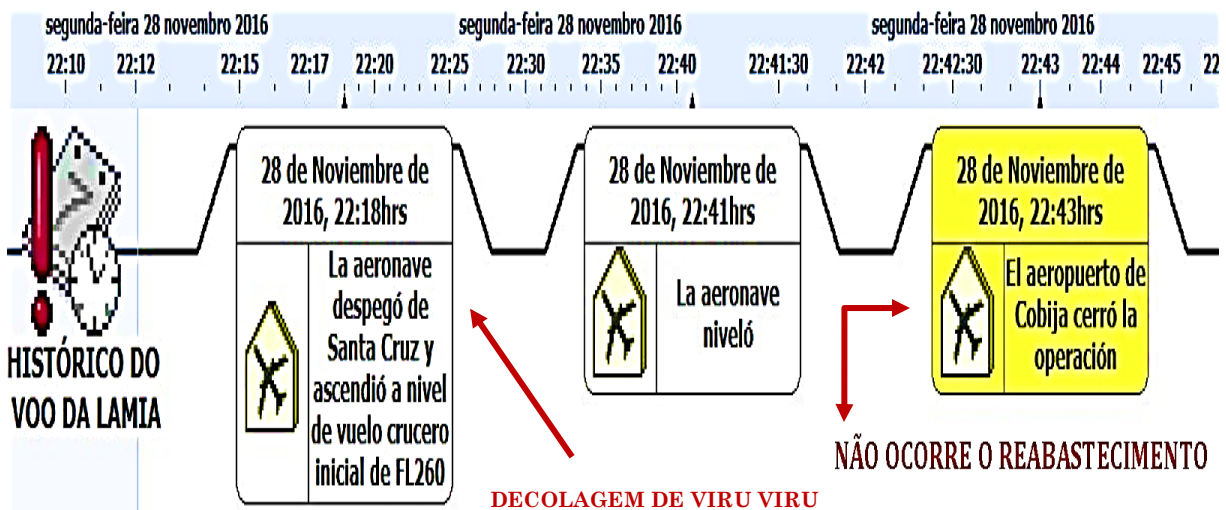 segunda-feira 28 novembro 2016 segunda-feira 28 novembro 2016 segunda-feira 28 novembro 2016
22:10 22:12 22:15 22:17 22:20 22:25 22:30 22:35 22:40 22:41:30 22:42 22:42:30 22:43 22:44 22:45 22
HISTÓRICO DO
VOO DA LAMIA
28 de Noviembre de
2016, 22:18hrs
La aeronave
despegó de
Santa Cruz y
ascendió a nivel
de vuelo crucero
inicial de FL260
28 de Noviembre de
2016, 22:41hrs
La aeronave
niveló
28 de Noviembre de
2016, 22:43hrs
El aeropuerto de
Cobija cerró la
operación
NÃO OCORRE O REABASTECIMENTO
DECOLAGEM DE VIRU VIRU